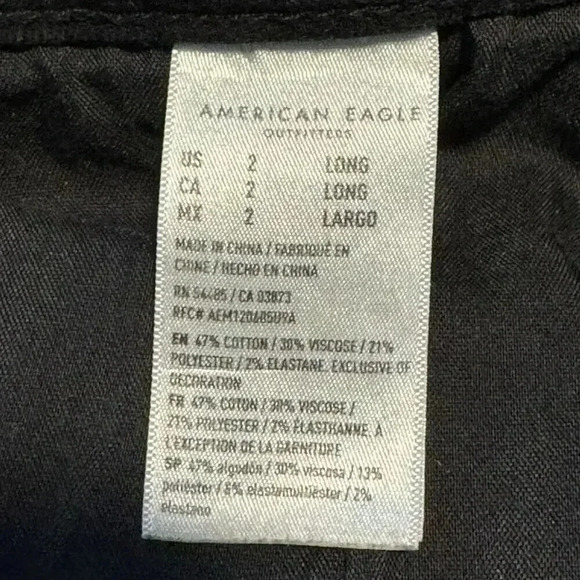 AMERICAN EAGLE
OUTFITTERS
US 2 LONG
CA 2 LONG
MX 2 LARGO
MADE IN CHINA / FABRIQUÉ EN
CHINE / HECHO EN CHINA
RN 54485 / CA 03873
RFC# AEM120685U9A
EN 47% COTTON / 30% VISCOSE / 21%
POLYESTER / 2% ELASTANE. EXCLUSIVE OF
DECORATION
FR 47% COTON / 30% VISCOSE /
21% POLYESTER / 2% ÉLASTHANNE. À
L'EXCEPTION DE LA GARNITURE
SP 47% algodón / 30% viscosa / 13%
poliéster / 8% elastomultiester / 2%
elastano